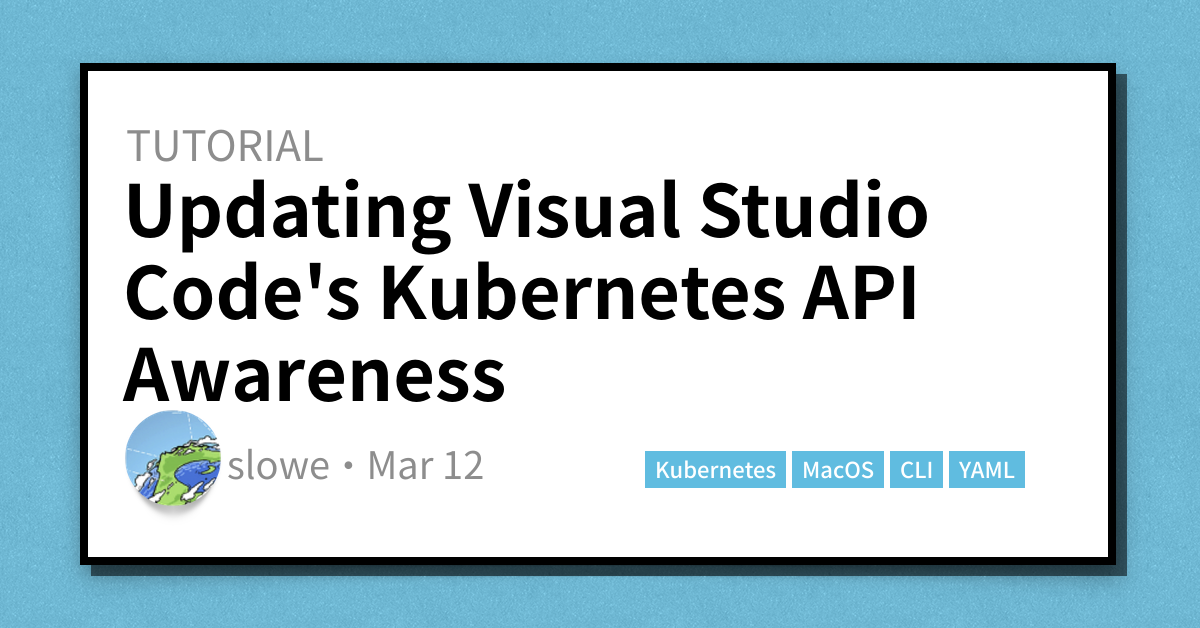 TUTORIAL
Updating Visual Studio
Code's Kubernetes API
Awareness
slowe • Mar 12
Kubernetes MacOS CLI YAML